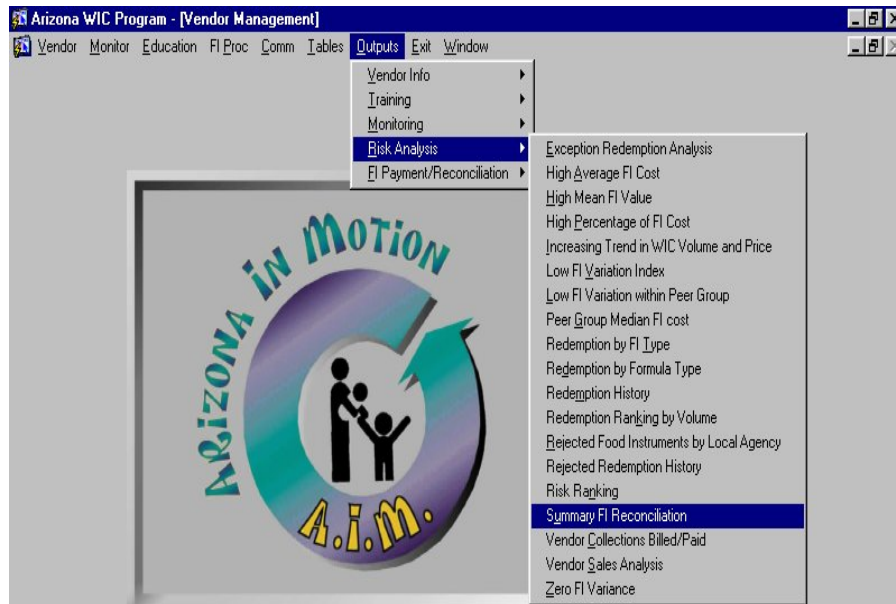 Arizona WIC Program - [Vendor Management]
Vendor Monitor Education FI Proc Comm Tables Outputs Exit Window
Vendor Info
Training
Monitoring
Risk Analysis
FI Payment/Reconciliation
Exception Redemption Analysis
High Average FI Cost
High Mean FI Value
High Percentage of FI Cost
Increasing Trend in WIC Volume and Price
Low FI Variation Index
Low FI Variation within Peer Group
Peer Group Median FI cost
Redemption by FI Type
Redemption by Formula Type
Redemption History
Redemption Ranking by Volume
Rejected Food Instruments by Local Agency
Rejected Redemption History
Risk Ranking
Summary FI Reconciliation
Vendor Collections Billed/Paid
Vendor Sales Analysis
Zero FI Variance
ARiZONA iN MOTiON
A.i.M.